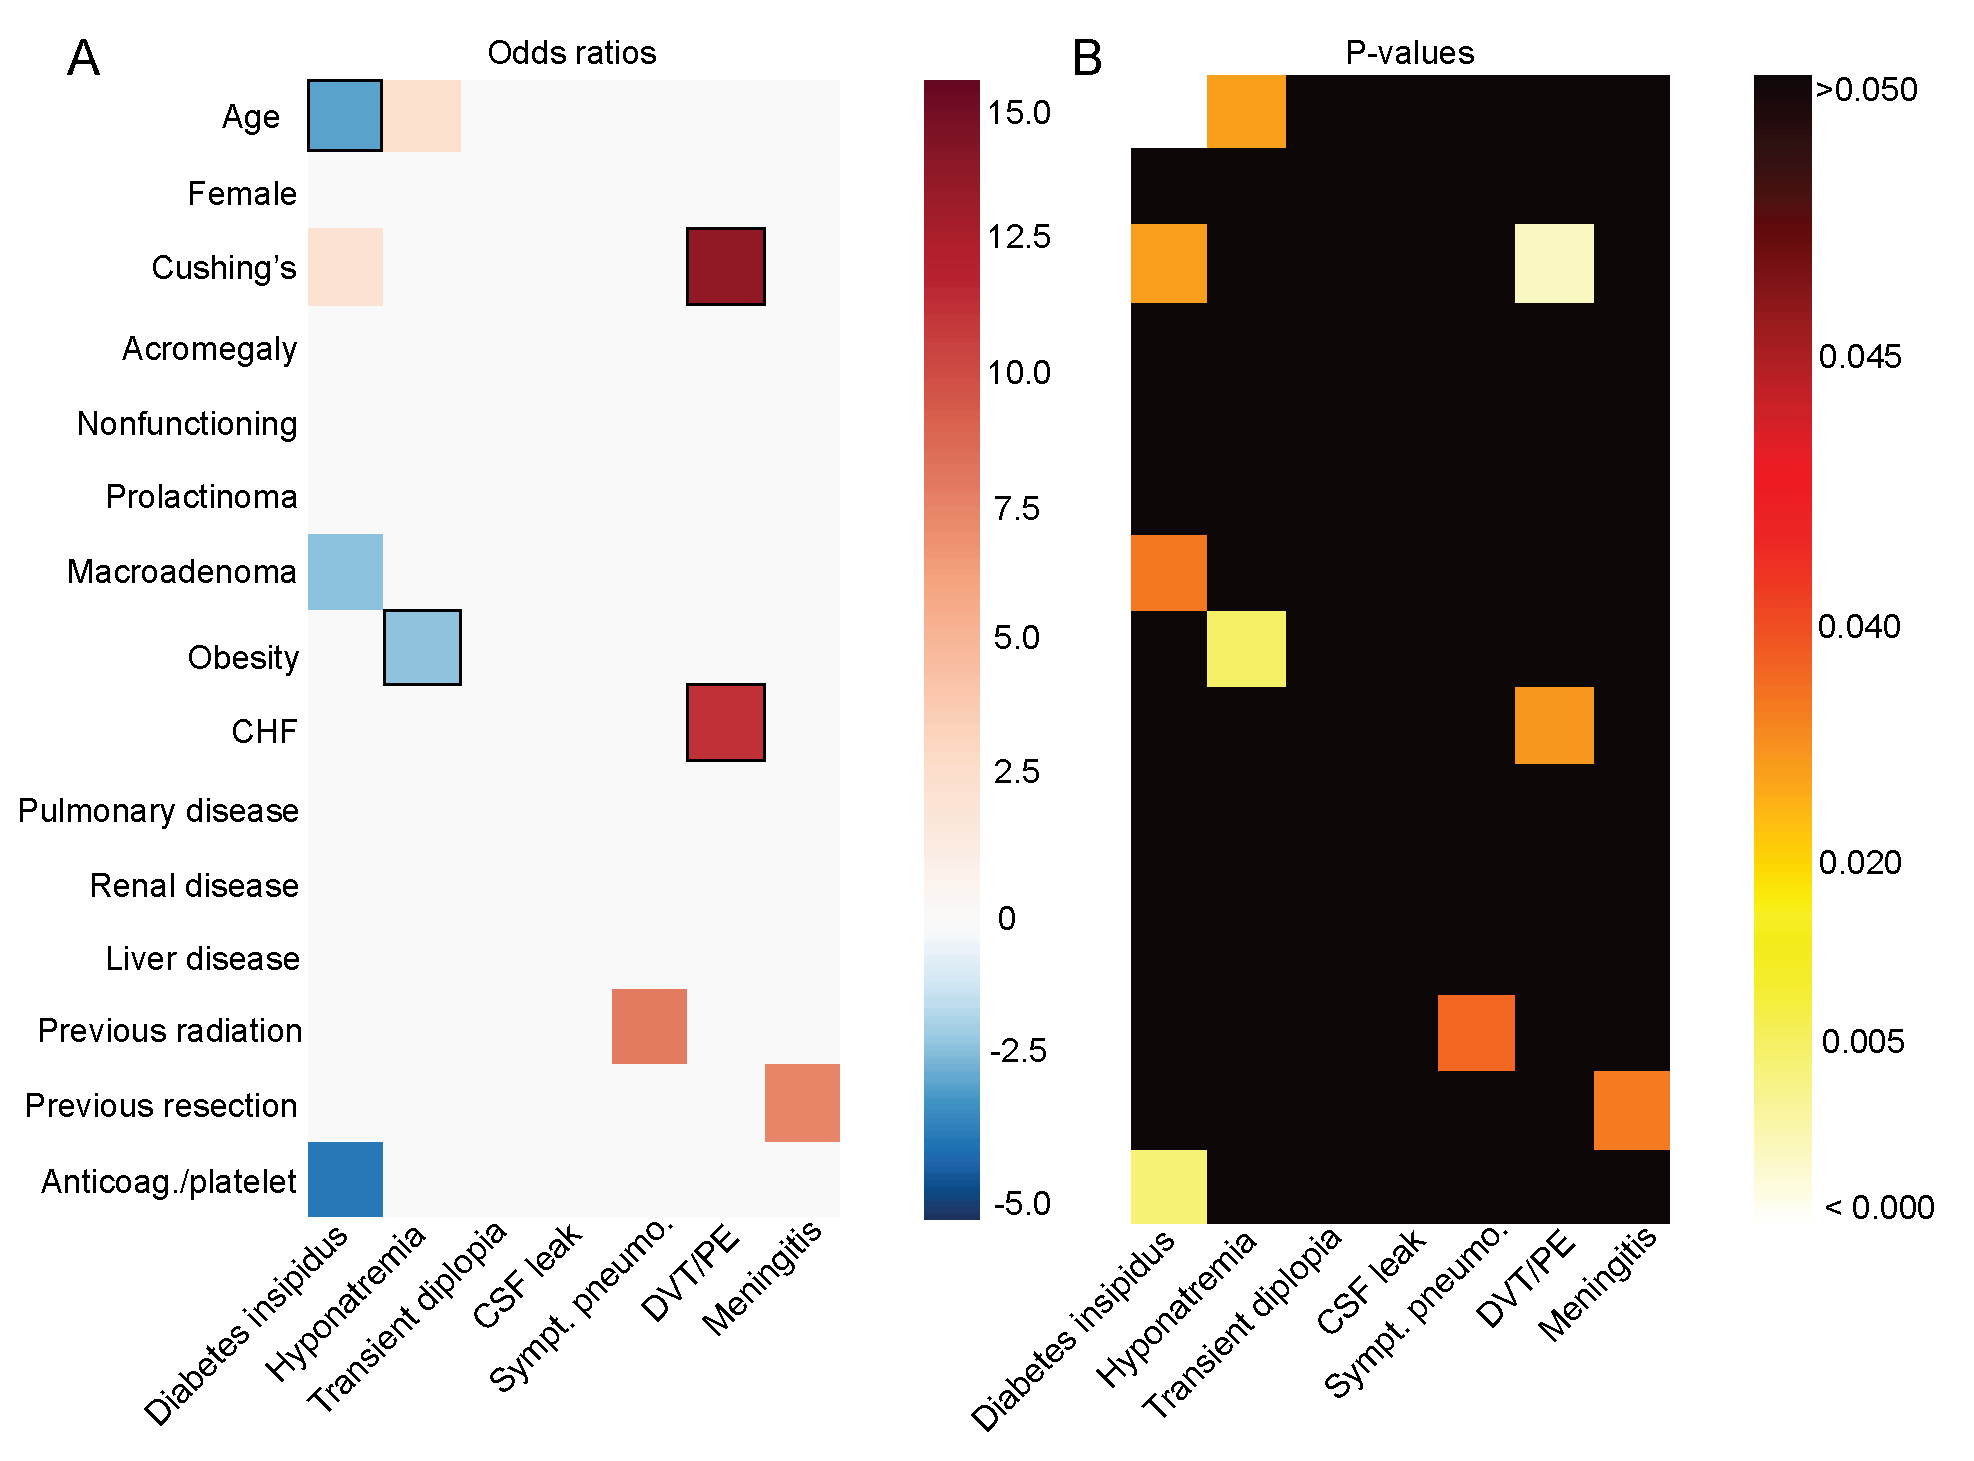 A
Odds ratios
Age
Female
Cushing’s
Acromegaly
Nonfunctioning
Prolactinoma
Macroadenoma
Obesity
CHF
Pulmonary disease
Renal disease
Liver disease
Previous radiation
Previous resection
Anticoag./platelet
Diabetes insipidus
Hyponatremia
Transient diplopia
CSF leak
Sympt. pneumo.
DVT/PE
Meningitis
15.0
12.5
10.0
7.5
5.0
2.5
0
-2.5
-5.0
B
P-values
Diabetes insipidus
Hyponatremia
Transient diplopia
CSF leak
Sympt. pneumo.
DVT/PE
Meningitis
>0.050
0.045
0.040
0.020
0.005
< 0.000